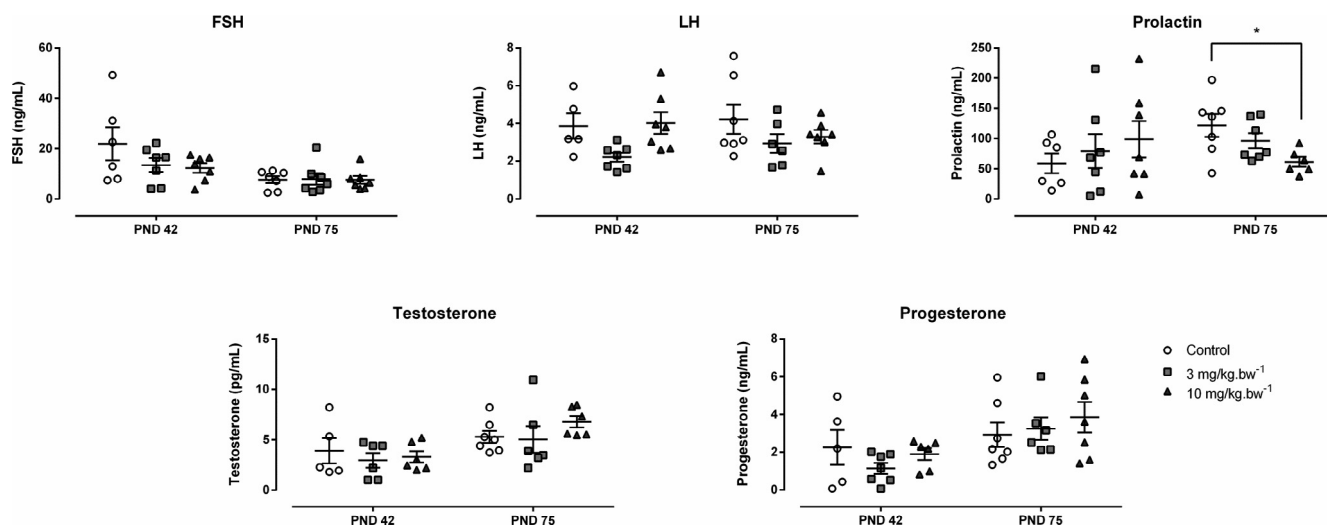 FSH
60
40
20
0
FSH (ng/mL)
PND 42
PND 75
LH
8
6
4
2
0
LH (ng/mL)
PND 42
PND 75
Prolactin
*
250
200
150
100
50
0
Prolactin (ng/mL)
PND 42
PND 75
Testosterone
15
10
5
0
Testosterone (pg/mL)
PND 42
PND 75
Progesterone
8
6
4
2
0
Progesterone (ng/mL)
PND 42
PND 75
Control
3 mg/kg.bw⁻¹
10 mg/kg.bw⁻¹